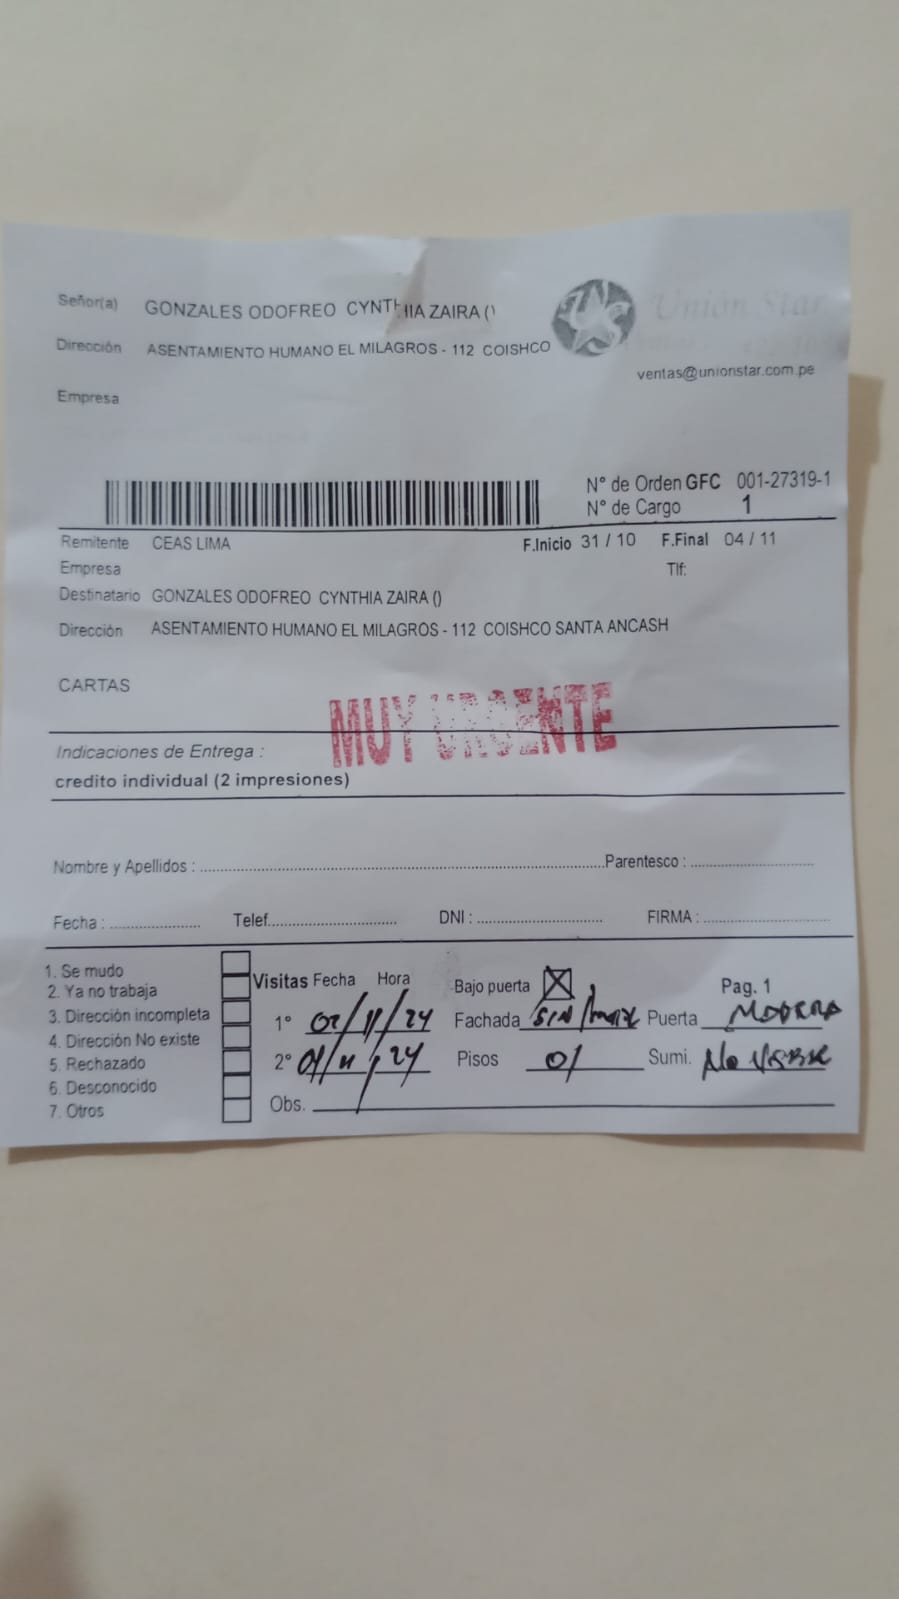 Señor(a) GONZALES ODOFREO CYNTHIA ZAIRA ()
Unión Star
Dirección ASENTAMIENTO HUMANO EL MILAGROS - 112 COISHCO
ventas@unionstar.com.pe
Empresa
N° de Orden GFC 001-27319-1
N° de Cargo 1
Remitente CEAS LIMA F.Inicio 31 / 10 F.Final 04 / 11
Empresa Tlf:
Destinatario GONZALES ODOFREO CYNTHIA ZAIRA ()
Dirección ASENTAMIENTO HUMANO EL MILAGROS - 112 COISHCO SANTA ANCASH
CARTAS
MUY URGENTE
Indicaciones de Entrega :
credito individual (2 impresiones)
Nombre y Apellidos : Parentesco :
Fecha : Telef. DNI : FIRMA :
1. Se mudo
2. Ya no trabaja
3. Dirección incompleta
4. Dirección No existe
5. Rechazado
6. Desconocido
7. Otros
Visitas Fecha Hora Bajo puerta Pag. 1
1° 02/11/24 Fachada SIN Puerta MADERA
2° 04/11/24 Pisos 01 Sumi. No
Obs.